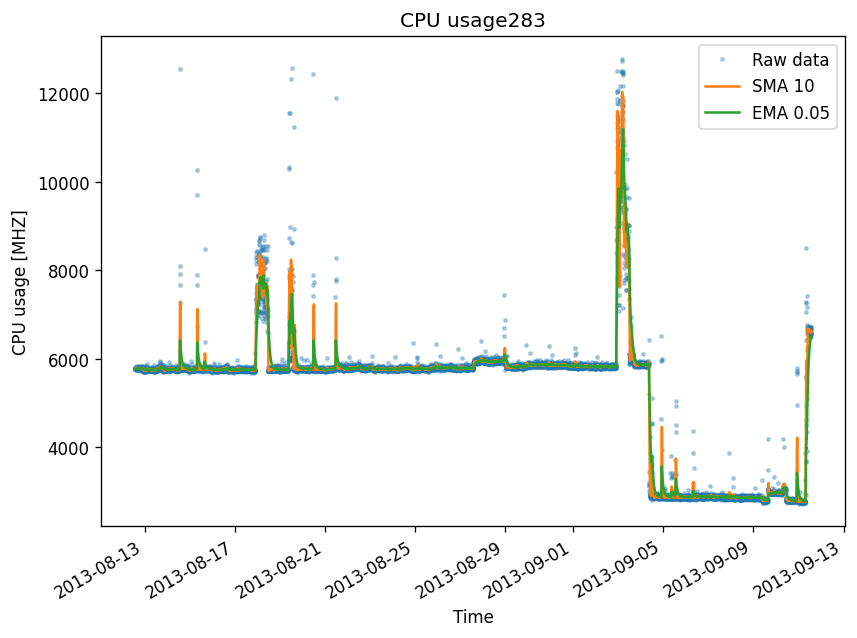 CPU usage283
Raw data
SMA 10
EMA 0.05
CPU usage [MHZ]
12000
10000
8000
6000
4000
2013-08-13
2013-08-17
2013-08-21
2013-08-25
2013-08-29
2013-09-01
2013-09-05
2013-09-09
2013-09-13
Time